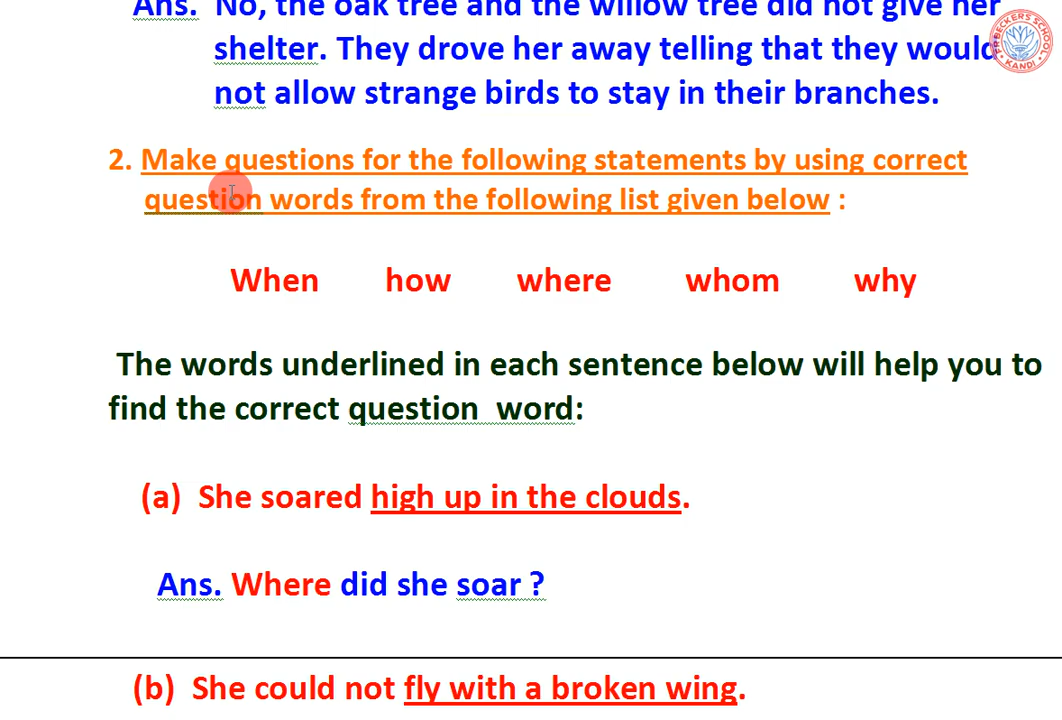 Ans. No, the oak tree and the willow tree did not give her
shelter. They drove her away telling that they would
not allow strange birds to stay in their branches.
2. Make questions for the following statements by using correct
question words from the following list given below :
When how where whom why
The words underlined in each sentence below will help you to
find the correct question word:
(a) She soared high up in the clouds.
Ans. Where did she soar ?
(b) She could not fly with a broken wing.